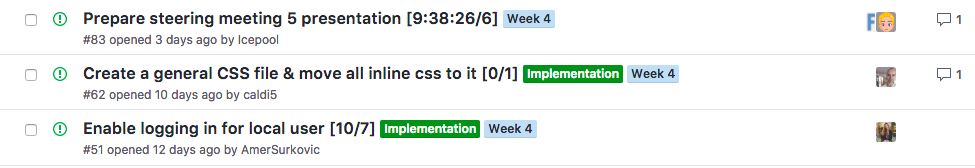 Prepare steering meeting 5 presentation [9:38:26/6] Week 4
1
#83 opened 3 days ago by Icepool
Create a general CSS file & move all inline css to it [0/1] Implementation Week 4
1
#62 opened 10 days ago by caldi5
Enable logging in for local user [10/7] Implementation Week 4
#51 opened 12 days ago by AmerSurkovic